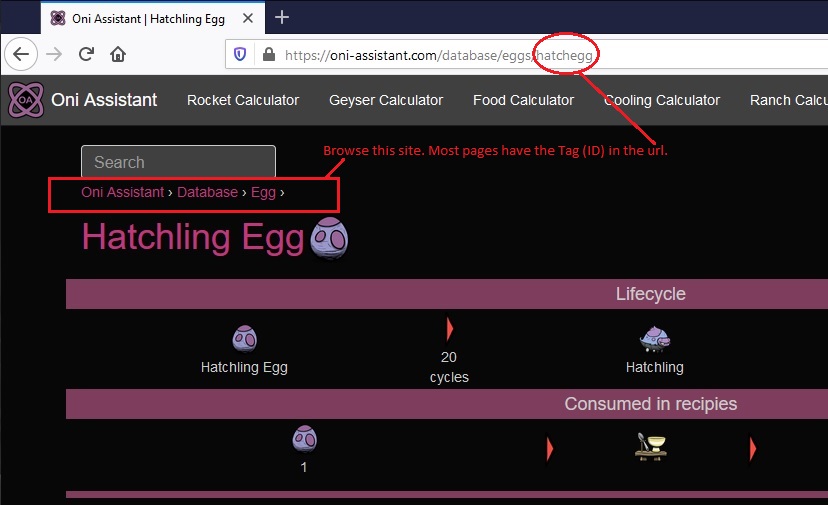 Oni Assistant | Hatchling Egg
https://oni-assistant.com/database/eggs/hatchegg
OA
Oni Assistant
Rocket Calculator
Geyser Calculator
Food Calculator
Cooling Calculator
Ranch Calcu
Browse this site. Most pages have the Tag (ID) in the url.
Search
Oni Assistant › Database › Egg ›
Hatchling Egg
Lifecycle
Hatchling Egg
20
cycles
Hatchling
Consumed in recipies
1